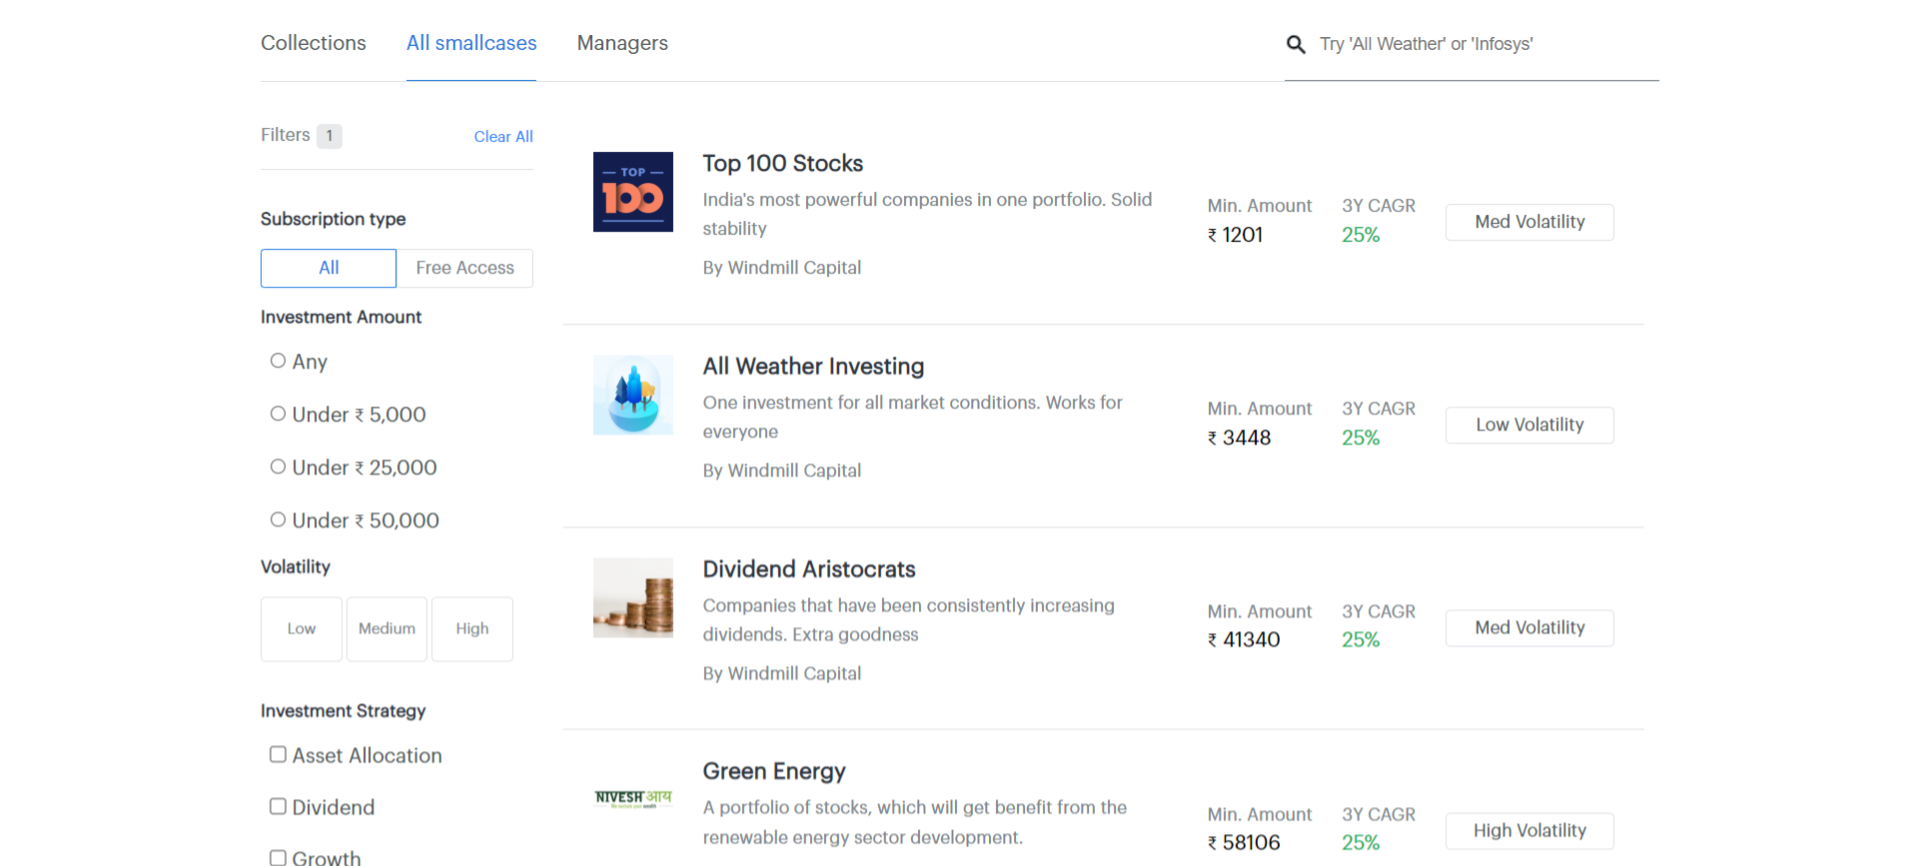 Collections
All smallcases
Managers
Try 'All Weather' or 'Infosys'
Filters 1
Clear All
Subscription type
All
Free Access
Investment Amount
Any
Under ₹ 5,000
Under ₹ 25,000
Under ₹ 50,000
Volatility
Low
Medium
High
Investment Strategy
Asset Allocation
Dividend
Growth
TOP
100
Top 100 Stocks
India's most powerful companies in one portfolio. Solid
stability
By Windmill Capital
Min. Amount
₹ 1201
3Y CAGR
25%
Med Volatility
All Weather Investing
One investment for all market conditions. Works for
everyone
By Windmill Capital
Min. Amount
₹ 3448
3Y CAGR
25%
Low Volatility
Dividend Aristocrats
Companies that have been consistently increasing
dividends. Extra goodness
By Windmill Capital
Min. Amount
₹ 41340
3Y CAGR
25%
Med Volatility
NIVESH आय
Green Energy
A portfolio of stocks, which will get benefit from the
renewable energy sector development.
Min. Amount
₹ 58106
3Y CAGR
25%
High Volatility